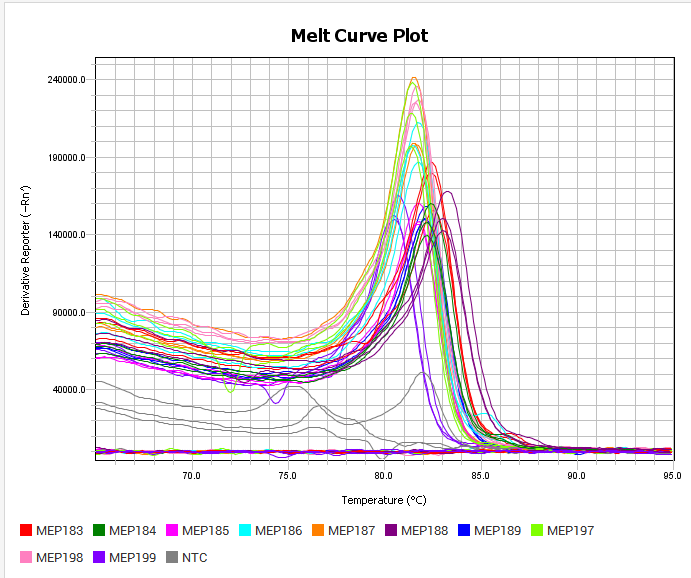 Melt Curve Plot
240000.0
190000.0
140000.0
90000.0
40000.0
Derivative Reporter (−Rn')
70.0 75.0 80.0 85.0 90.0 95.0
Temperature (°C)
MEP183 MEP184 MEP185 MEP186 MEP187 MEP188 MEP189 MEP197
MEP198 MEP199 NTC